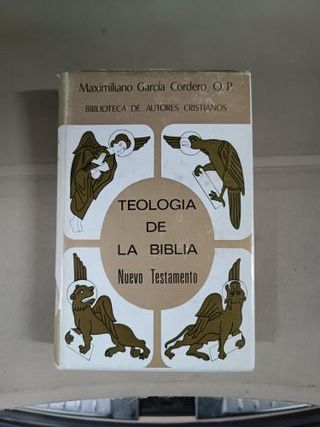 Maximiliano García Cordero, O. P.
BIBLIOTECA DE AUTORES CRISTIANOS
TEOLOGIA
DE
LA BIBLIA
Nuevo Testamento